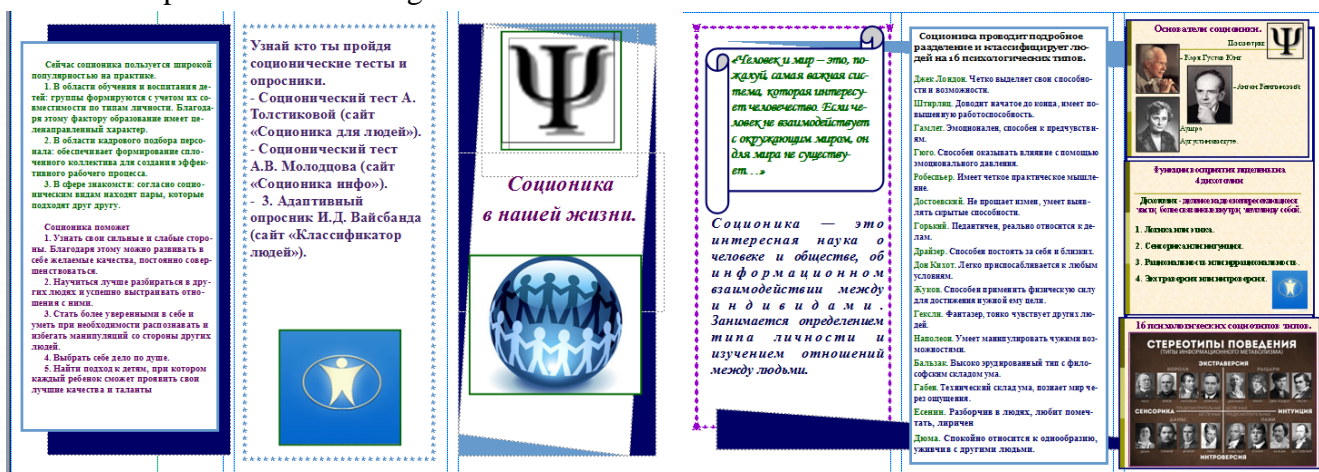 Сейчас соционика пользуется широкой
популярностью на практике.
1. В области обучения и воспитания де-
тей: группы формируются с учетом их со-
вместимости по типам личности. Благода-
ря этому фактору образование имеет це-
ленаправленный характер.
2. В области кадрового подбора персо-
нала: обеспечивает формирование спло-
ченного коллектива для создания эффек-
тивного рабочего процесса.
3. В сфере знакомств: согласно социо-
ническим видам находят пары, которые
подходят друг другу.
Соционика поможет
1. Узнать свои сильные и слабые сторо-
ны. Благодаря этому можно развивать в
себе желаемые качества, постоянно совер-
шенствоваться.
2. Научиться лучше разбираться в дру-
гих людях и успешно выстраивать отно-
шения с ними.
3. Стать более уверенными в себе и
уметь при необходимости распознавать и
избегать манипуляций со стороны других
людей.
4. Выбрать себе дело по душе.
5. Найти подход к детям, при котором
каждый ребенок сможет проявить свои
лучшие качества и таланты
Узнай кто ты пройдя
соционические тесты и
опросники.
- Соционический тест А.
Толстиковой (сайт
«Соционика для людей»).
- Соционический тест
А.В. Молодцова (сайт
«Соционика инфо»).
- 3. Адаптивный
опросник И.Д. Вайсбанда
(сайт «Классификатор
людей»).
Ψ
Соционика
в нашей жизни.
«Человек и мир – это, по-
жалуй, самая важная сис-
тема, которая интересу-
ет человечество. Если че-
ловек не взаимодействует
с окружающим миром, он
для мира не существу-
ет…»
Соционика — это
интересная наука о
человеке и обществе, об
информационном
взаимодействии между
индивидами.
Занимается определением
типа личности и
изучением отношений
между людьми.
Соционика проводит подробное
разделение и классифицирует лю-
дей на 16 психологических типов.
Джек Лондон. Четко выделяет свои способно-
сти и возможности.
Штирлиц. Доводит начатое до конца, имеет по-
вышенную работоспособность.
Гамлет. Эмоционален, способен к предчувстви-
ям.
Гюго. Способен оказывать влияние с помощью
эмоционального давления.
Робеспьер. Имеет четкое практическое мышле-
ние.
Достоевский. Не прощает измен, умеет выяв-
лять скрытые способности.
Горький. Педантичен, реально относится к де-
лам.
Драйзер. Способен постоять за себя и близких.
Дон Кихот. Легко приспосабливается к любым
условиям.
Жуков. Способен применить физическую силу
для достижения нужной ему цели.
Гексли. Фантазер, тонко чувствует других лю-
дей.
Наполеон. Умеет манипулировать чужими воз-
можностями.
Бальзак. Высоко эрудированный тип с фило-
софским складом ума.
Габен. Технический склад ума, познает мир че-
рез ощущения.
Есенин. Разборчив в людях, любит помеч-
тать, лиричен
Дюма. Спокойно относится к однообразию,
уживчив с другими людьми.
Основатели соционики.
Ψ
- Карл Густав Юнг
- Антон Кемпинский
Аушра
Аугустинавичуте.
4 дихотомии
1. Логика или этика.
2. Сенсорика или интуиция.
3. Рациональность или иррациональность.
4. Экстраверсия или интроверсия.
16 психологических социотипов типов.
СТЕРЕОТИПЫ ПОВЕДЕНИЯ
(ТИПЫ ИНФОРМАЦИОННОГО МЕТАБОЛИЗМА)
ЭКСТРАВЕРСИЯ
СЕНСОРИКА
ИНТУИЦИЯ
ИНТРОВЕРСИЯ